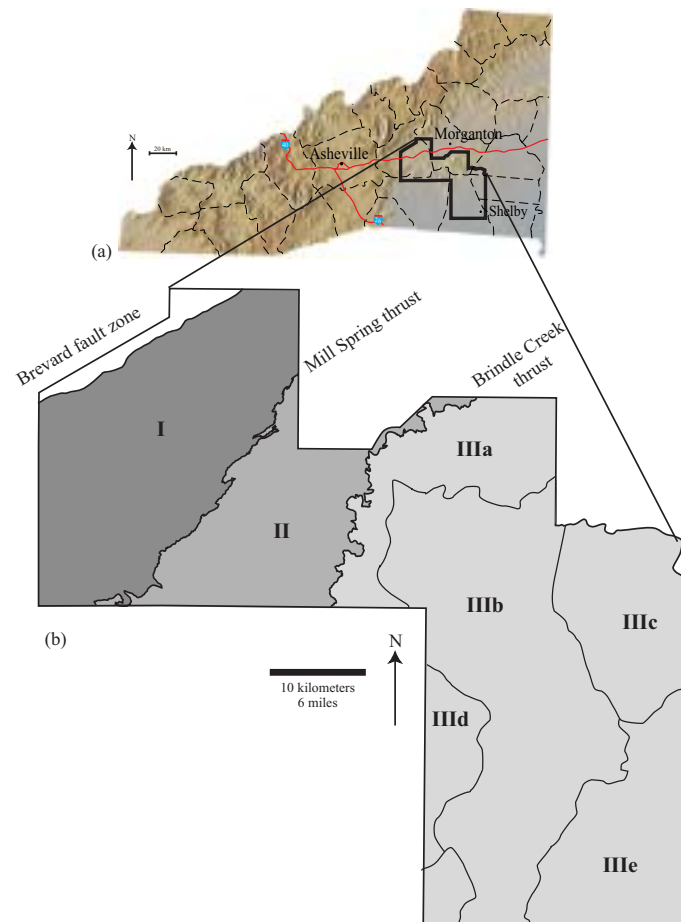 N
20 km
40
Asheville
Morganton
Shelby
(a)
Brevard fault zone
Mill Spring thrust
Brindle Creek
thrust
I
II
IIIa
IIIb
IIIc
IIId
IIIe
(b)
N
10 kilometers
6 miles